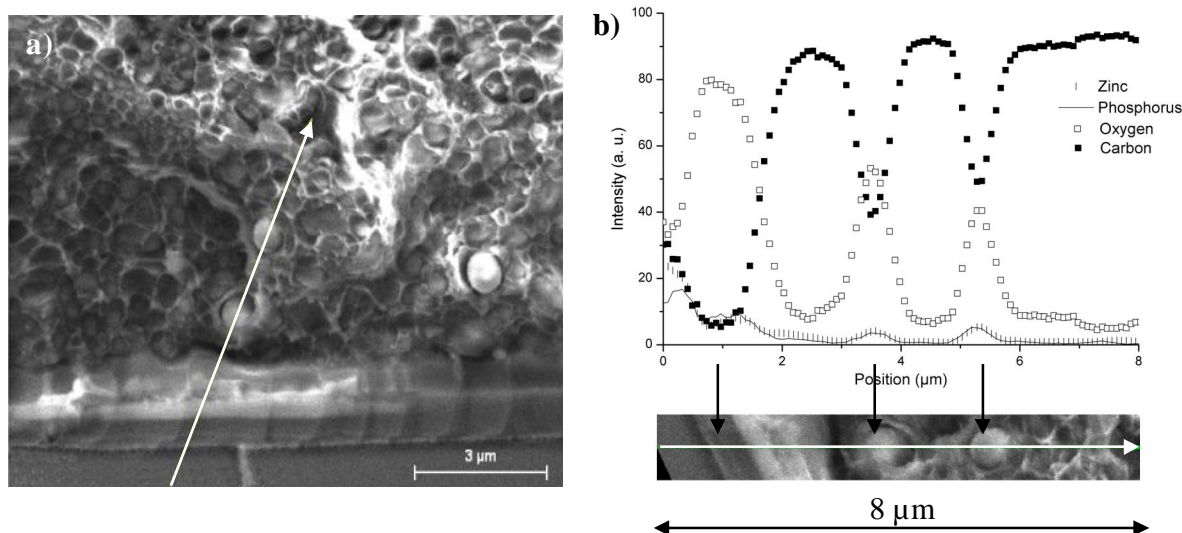 a)
3 µm
b)
100
80
60
40
20
0
Intensity (a. u.)
Zinc
Phosphorus
Oxygen
Carbon
0 2 4 6 8
Position (µm)
8 µm